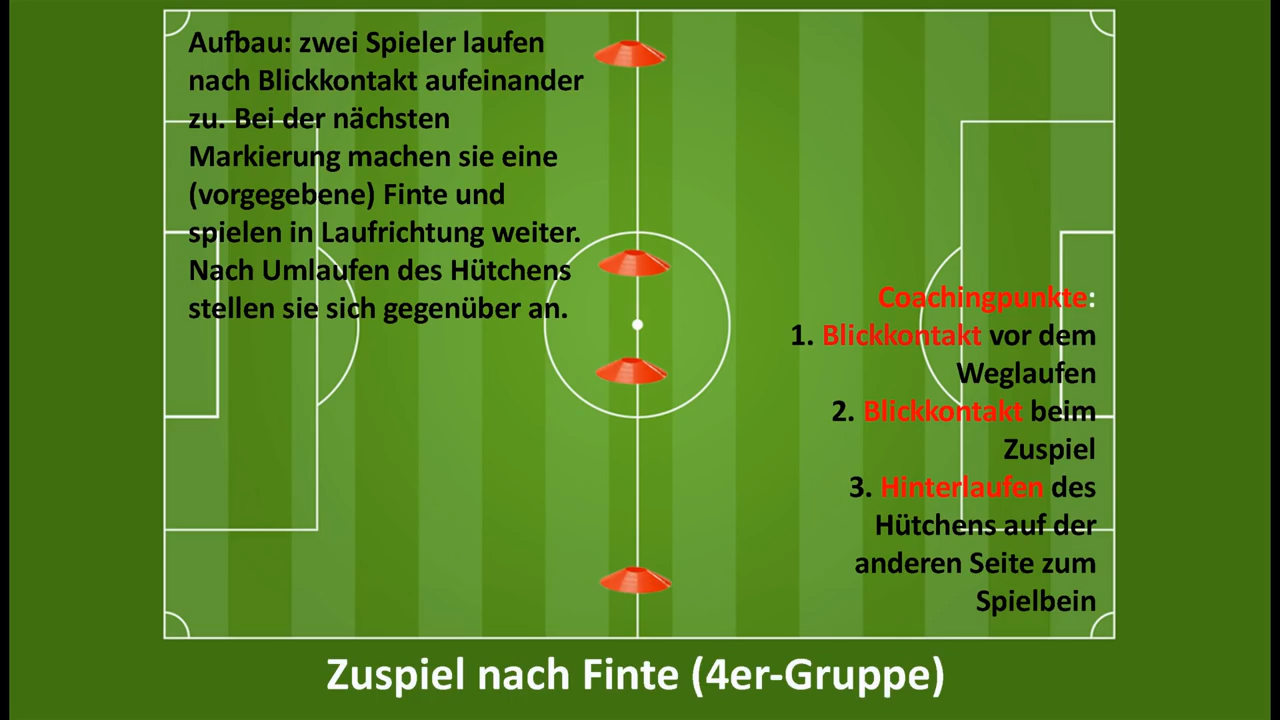 Aufbau: zwei Spieler laufen
nach Blickkontakt aufeinander
zu. Bei der nächsten
Markierung machen sie eine
(vorgegebene) Finte und
spielen in Laufrichtung weiter.
Nach Umlaufen des Hütchens
stellen sie sich gegenüber an.
Coachingpunkte:
1. Blickkontakt vor dem
Weglaufen
2. Blickkontakt beim
Zuspiel
3. Hinterlaufen des
Hütchens auf der
anderen Seite zum
Spielbein
Zuspiel nach Finte (4er-Gruppe)